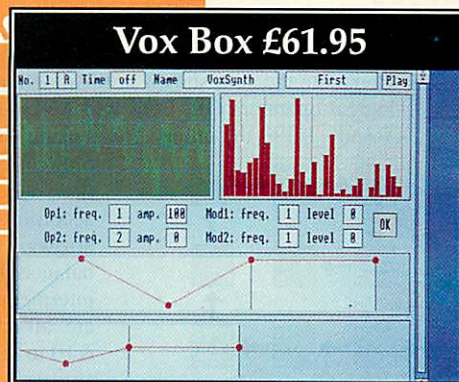 Vox Box £61.95
No. 1 A Time off Name VoxSynth First Play
Op1: freq. 1 amp. 100 Mod1: freq. 1 level 0
OK
Op2: freq. 2 amp. 0 Mod2: freq. 1 level 0